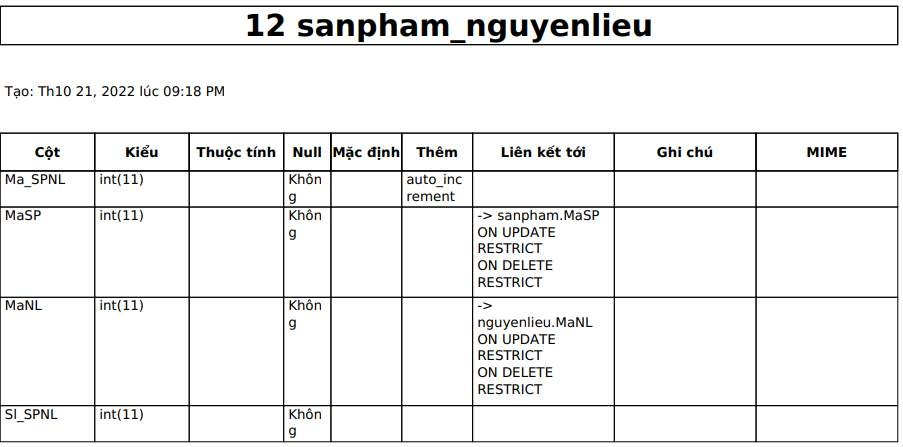 12 sanpham_nguyenlieu
Tạo: Th10 21, 2022 lúc 09:18 PM
Cột Kiểu Thuộc tính Null Mặc định Thêm Liên kết tới Ghi chú MIME
Ma_SPNL int(11) Khôn auto_inc
g rement
MaSP int(11) Khôn -> sanpham.MaSP
g ON UPDATE
RESTRICT
ON DELETE
RESTRICT
MaNL int(11) Khôn ->
g nguyenlieu.MaNL
ON UPDATE
RESTRICT
ON DELETE
RESTRICT
Sl_SPNL int(11) Khôn
g